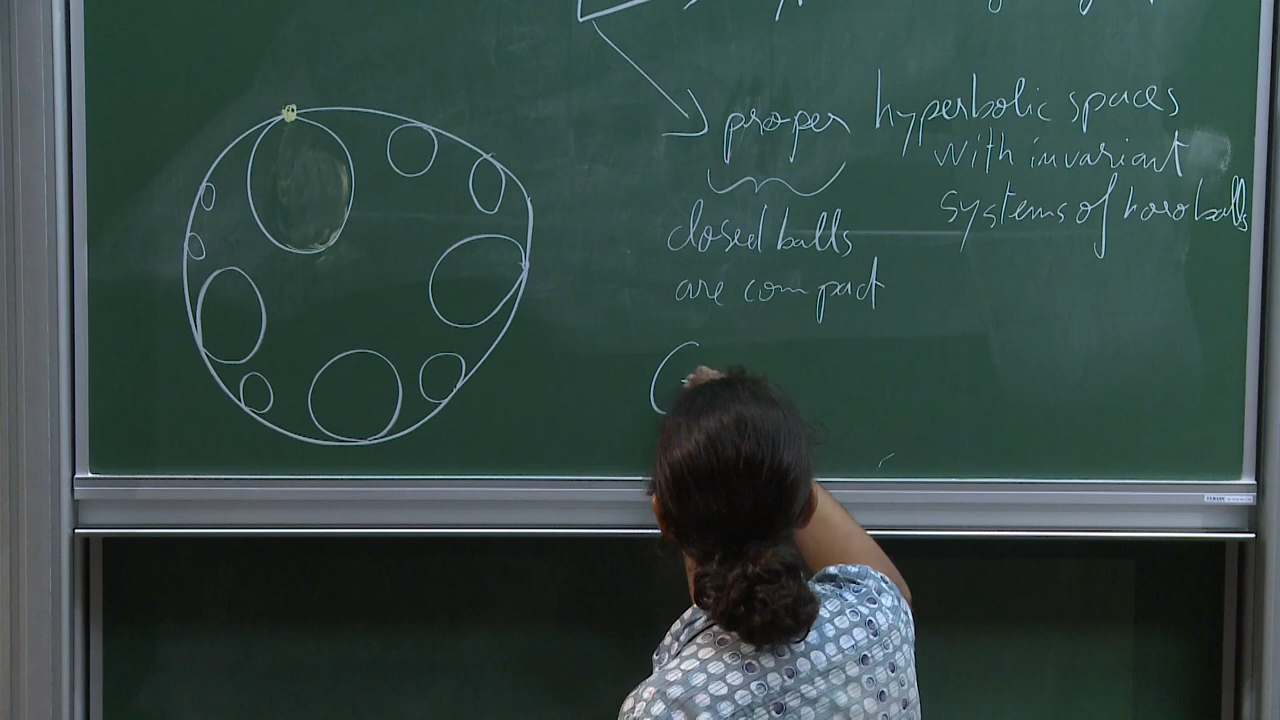 proper hyperbolic spaces
with invariant
systems of horoballs
closed balls
are compact